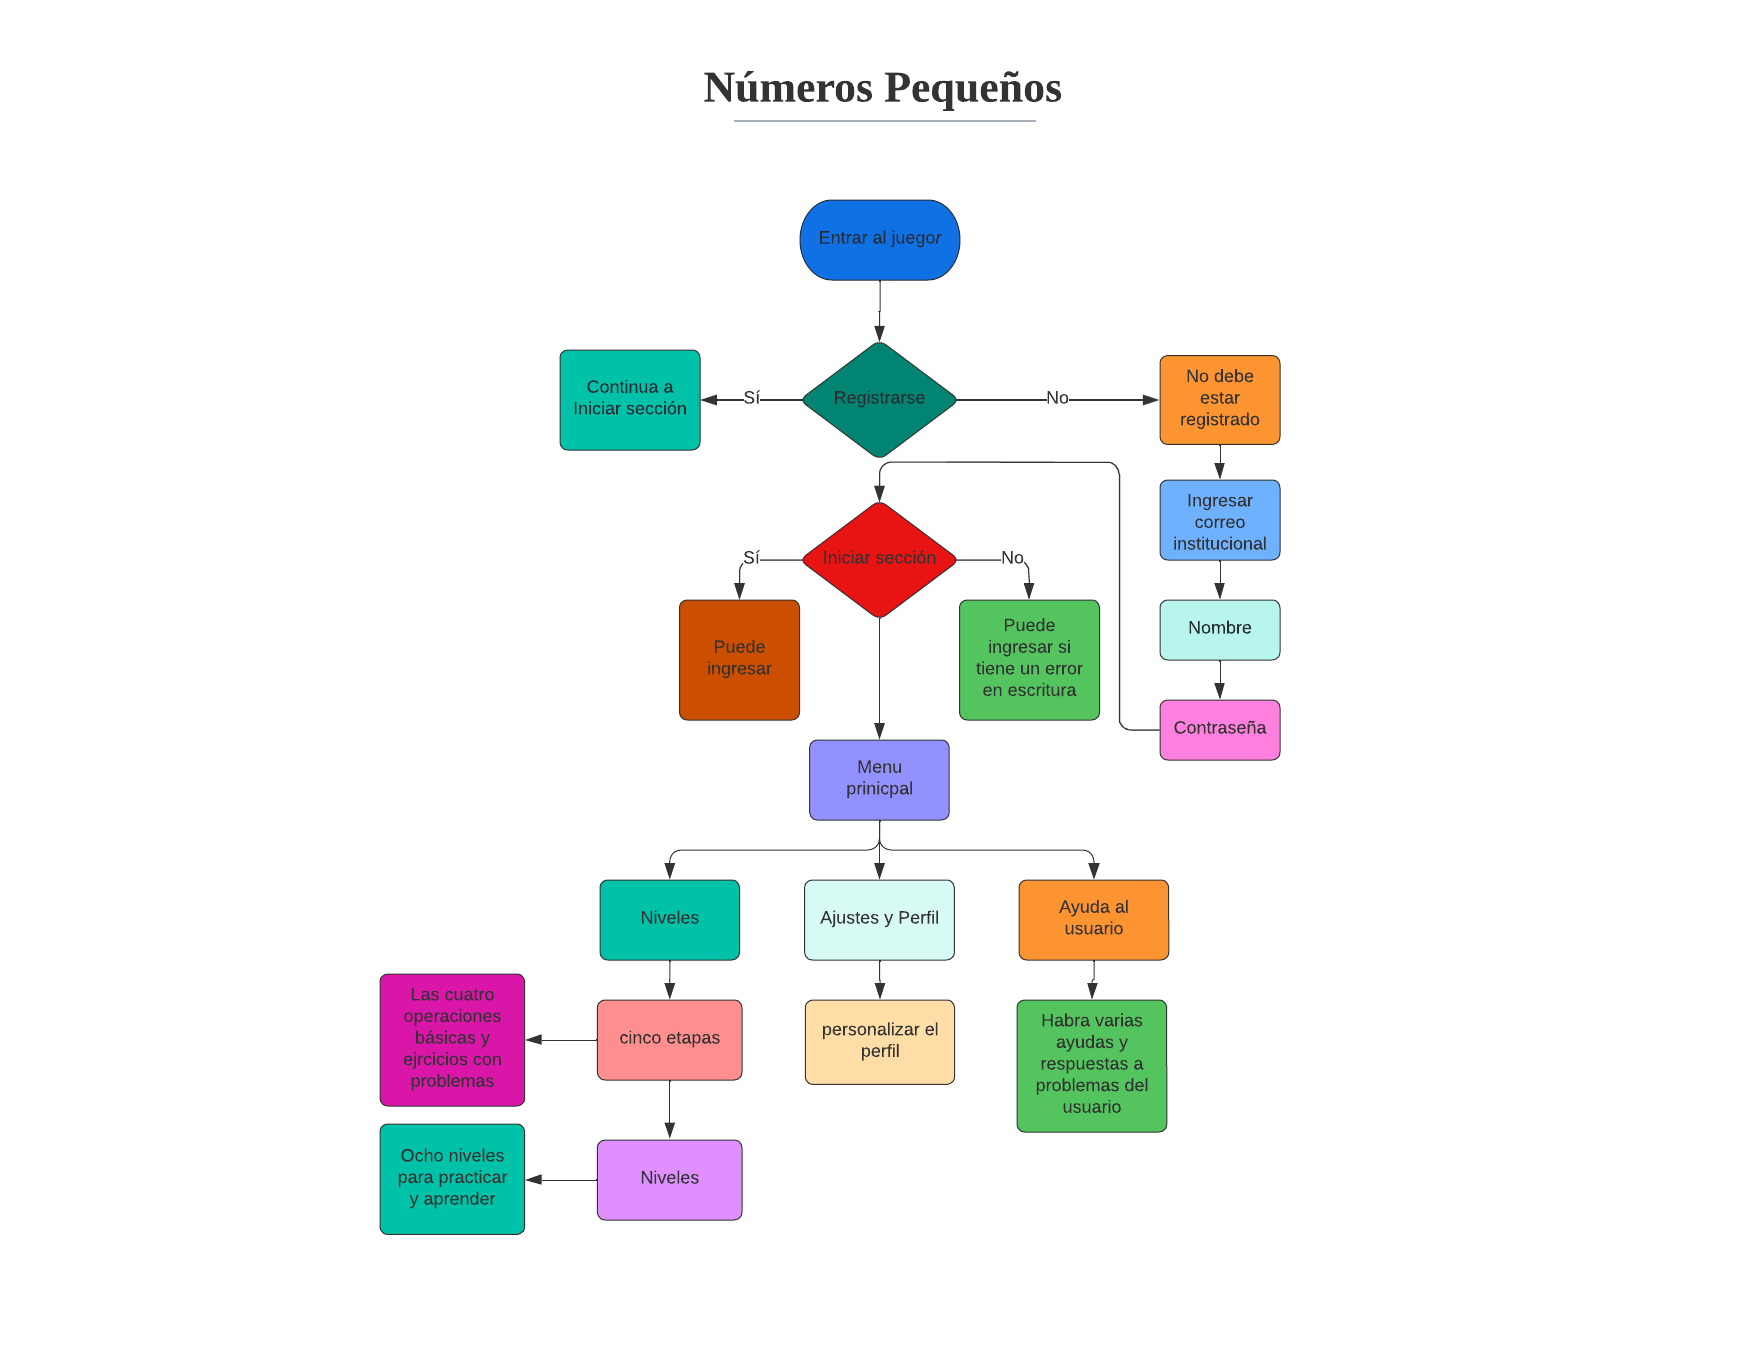 Números Pequeños
Entrar al juegor
Continua a
Iniciar sección
Sí
Registrarse
No
No debe
estar
registrado
Ingresar
correo
institucional
Sí
Iniciar sección
No
Puede
ingresar
Puede
ingresar si
tiene un error
en escritura
Nombre
Contraseña
Menu
prinicpal
Niveles
Ajustes y Perfil
Ayuda al
usuario
Las cuatro
operaciones
básicas y
ejrcicios con
problemas
cinco etapas
personalizar el
perfil
Habra varias
ayudas y
respuestas a
problemas del
usuario
Ocho niveles
para practicar
y aprender
Niveles